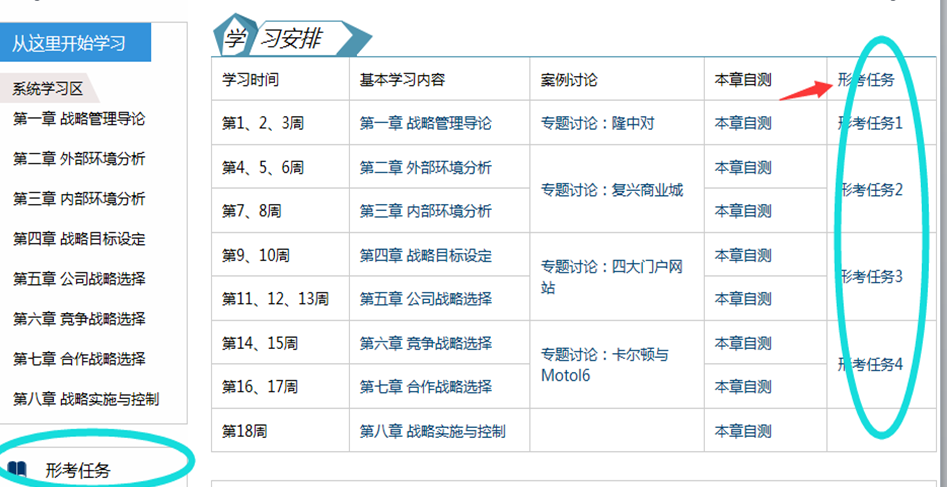 从这里开始学习
系统学习区
第一章 战略管理导论
第二章 外部环境分析
第三章 内部环境分析
第四章 战略目标设定
第五章 公司战略选择
第六章 竞争战略选择
第七章 合作战略选择
第八章 战略实施与控制
形考任务
学习安排
学习时间 基本学习内容 案例讨论 本章自测 形考任务
第1、2、3周 第一章 战略管理导论 专题讨论：隆中对 本章自测 形考任务1
第4、5、6周 第二章 外部环境分析 专题讨论：复兴商业城 本章自测 形考任务2
第7、8周 第三章 内部环境分析 本章自测
第9、10周 第四章 战略目标设定 专题讨论：四大门户网 本章自测 形考任务3
站
第11、12、13周 第五章 公司战略选择 本章自测
第14、15周 第六章 竞争战略选择 专题讨论：卡尔顿与 本章自测 形考任务4
Motol6
第16、17周 第七章 合作战略选择 本章自测
第18周 第八章 战略实施与控制 本章自测